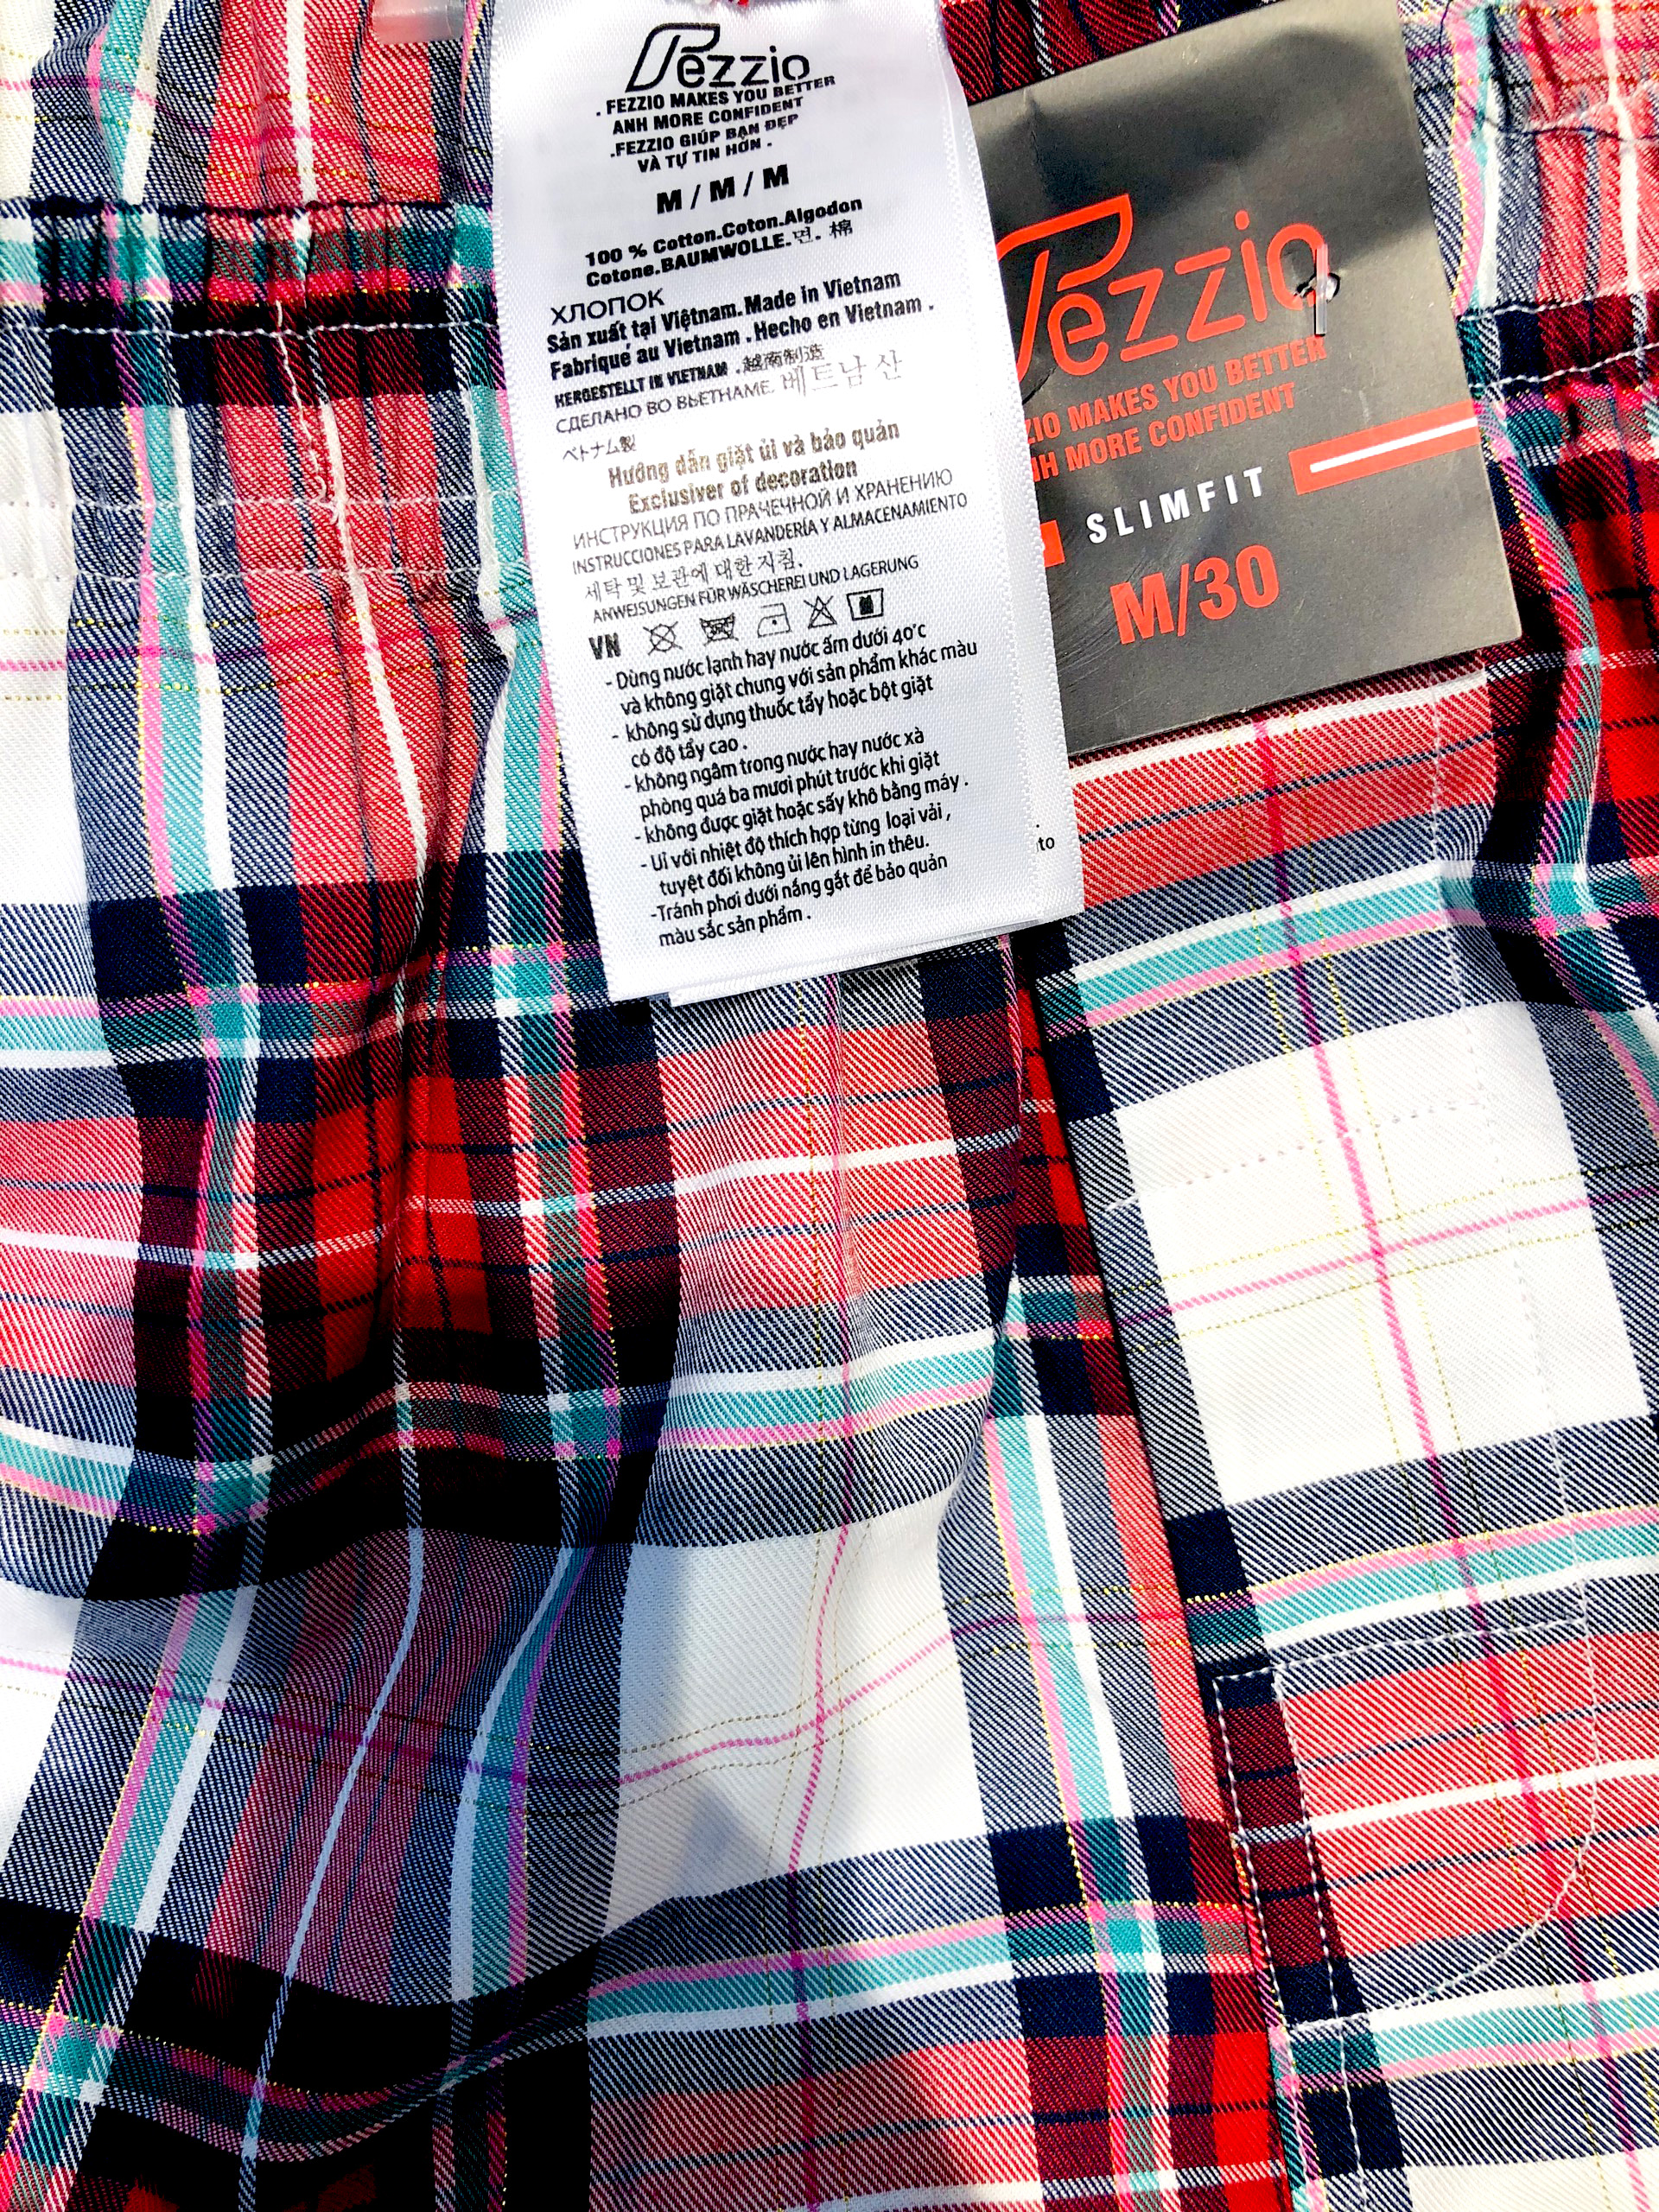 Fezzio
. FEZZIO MAKES YOU BETTER
ANH MORE CONFIDENT
.FEZZIO GIÚP BẠN ĐẸP
VÀ TỰ TIN HƠN .
M / M / M
100 % Cotton.Coton.Algodon
Cotone.BAUMWOLLE.면. 棉
ХЛОПОК
Sản xuất tại Việtnam. Made in Vietnam
Fabriqué au Vietnam . Hecho en Vietnam .
HERGESTELLT IN VIETNAM . 越南制造
СДЕЛАНО ВО ВЬЕТНАМЕ. 베트남 산
ベトナム製
Hướng dẫn giặt ủi và bảo quản
Exclusiver of decoration
ИНСТРУКЦИЯ ПО ПРАЧЕЧНОЙ И ХРАНЕНИЮ
INSTRUCCIONES PARA LAVANDERÍA Y ALMACENAMIENTO
세탁 및 보관에 대한 지침.
ANWEISUNGEN FÜR WÄSCHEREI UND LAGERUNG
VN
- Dùng nước lạnh hay nước ấm dưới 40°c
và không giặt chung với sản phẩm khác màu
- không sử dụng thuốc tẩy hoặc bột giặt
có độ tẩy cao .
- không ngâm trong nước hay nước xà
phòng quá ba mươi phút trước khi giặt
- không được giặt hoặc sấy khô bằng máy .
- Ui với nhiệt độ thích hợp từng loại vải ,
tuyệt đối không ủi lên hình in thêu.
-Tránh phơi dưới nắng gắt để bảo quản
màu sắc sản phẩm .
to
Fezzio
ZIO MAKES YOU BETTER
NH MORE CONFIDENT
SLIMFIT
M/30